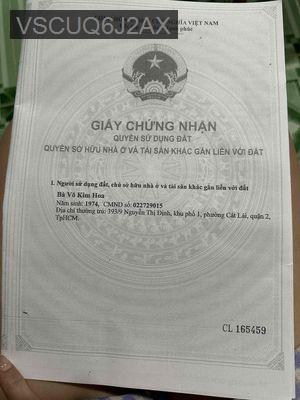 VSCUQ6J2AX
NGHĨA VIỆT NAM
phúc
GIẤY CHỨNG NHẬN
QUYỀN SỬ DỤNG ĐẤT
QUYỀN SỞ HỮU NHÀ Ở VÀ TÀI SẢN KHÁC GẮN LIỀN VỚI ĐẤT
I. Người sử dụng đất, chủ sở hữu nhà ở và tài sản khác gắn liền với đất
Bà Võ Kim Hoa
Năm sinh: 1974, CMND số: 022729015
Địa chỉ thường trú: 393/9 Nguyễn Thị Định, khu phố 1, phường Cát Lái, quận 2,
TpHCM.
CL 165459